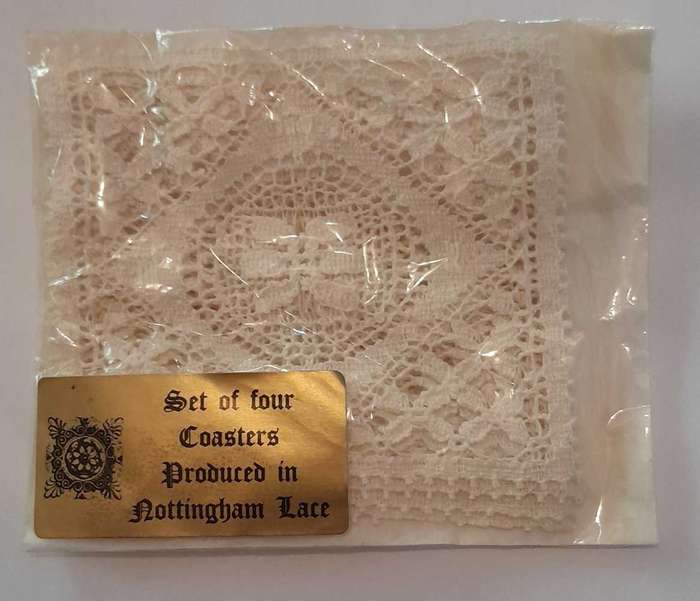 Set of four
Coasters
Produced in
Nottingham Lace